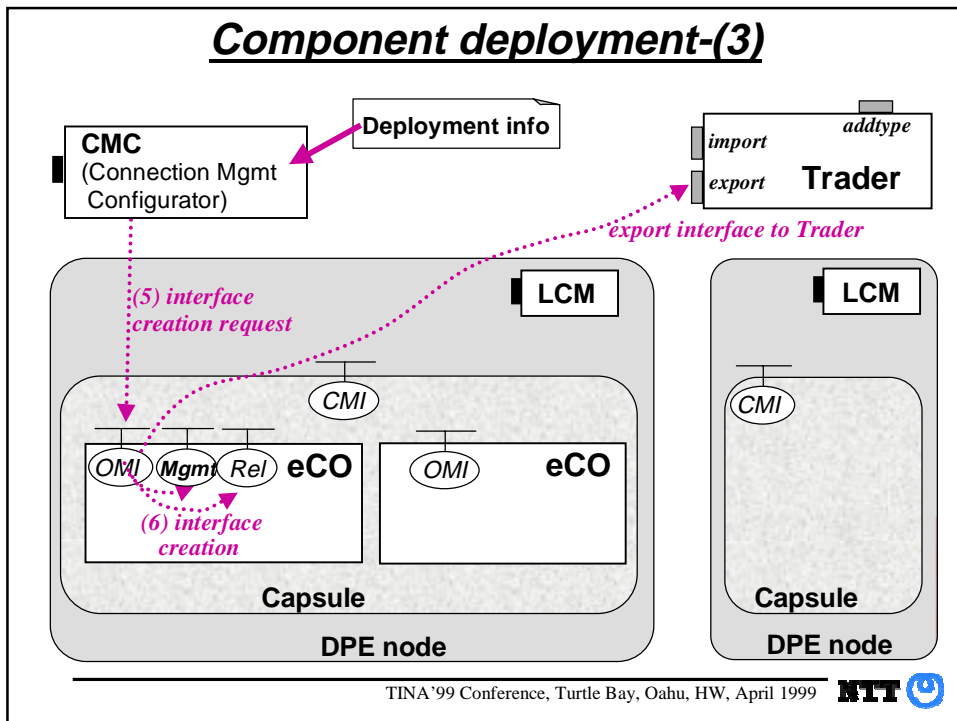 Component deployment-(3)
CMC
(Connection Mgmt
Configurator)
Deployment info
addtype
import
export
Trader
export interface to Trader
(5) interface
creation request
LCM
LCM
CMI
CMI
OMI
Mgmt
Rel
eCO
OMI
eCO
(6) interface
creation
Capsule
Capsule
DPE node
DPE node
TINA'99 Conference, Turtle Bay, Oahu, HW, April 1999
NTT